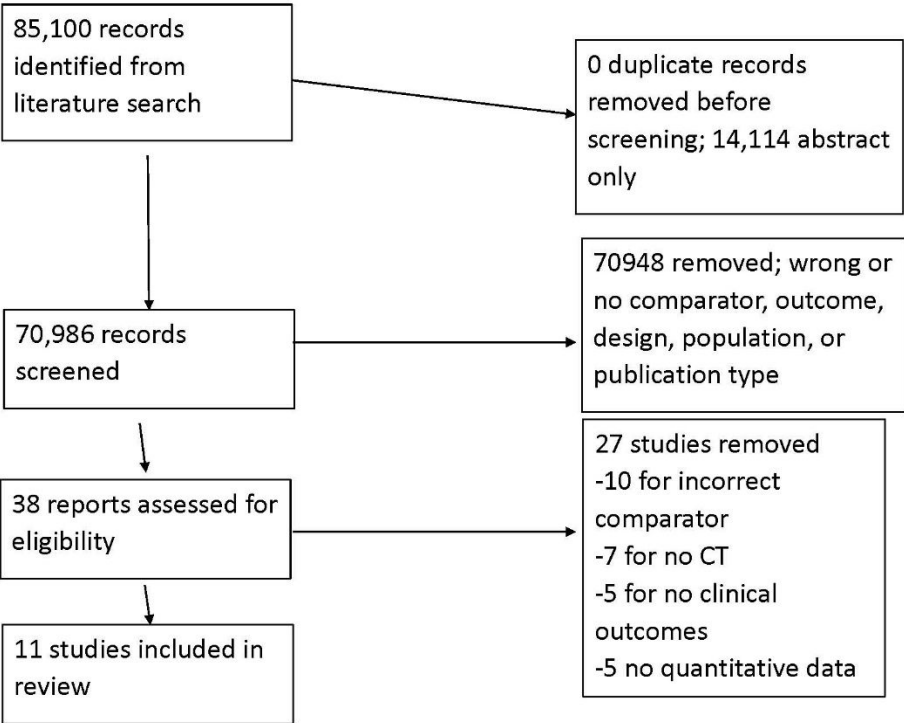 85,100 records
identified from
literature search
0 duplicate records
removed before
screening; 14,114 abstract
only
70948 removed; wrong or
no comparator, outcome,
design, population, or
publication type
70,986 records
screened
27 studies removed
-10 for incorrect
comparator
-7 for no CT
-5 for no clinical
outcomes
-5 no quantitative data
38 reports assessed for
eligibility
11 studies included in
review